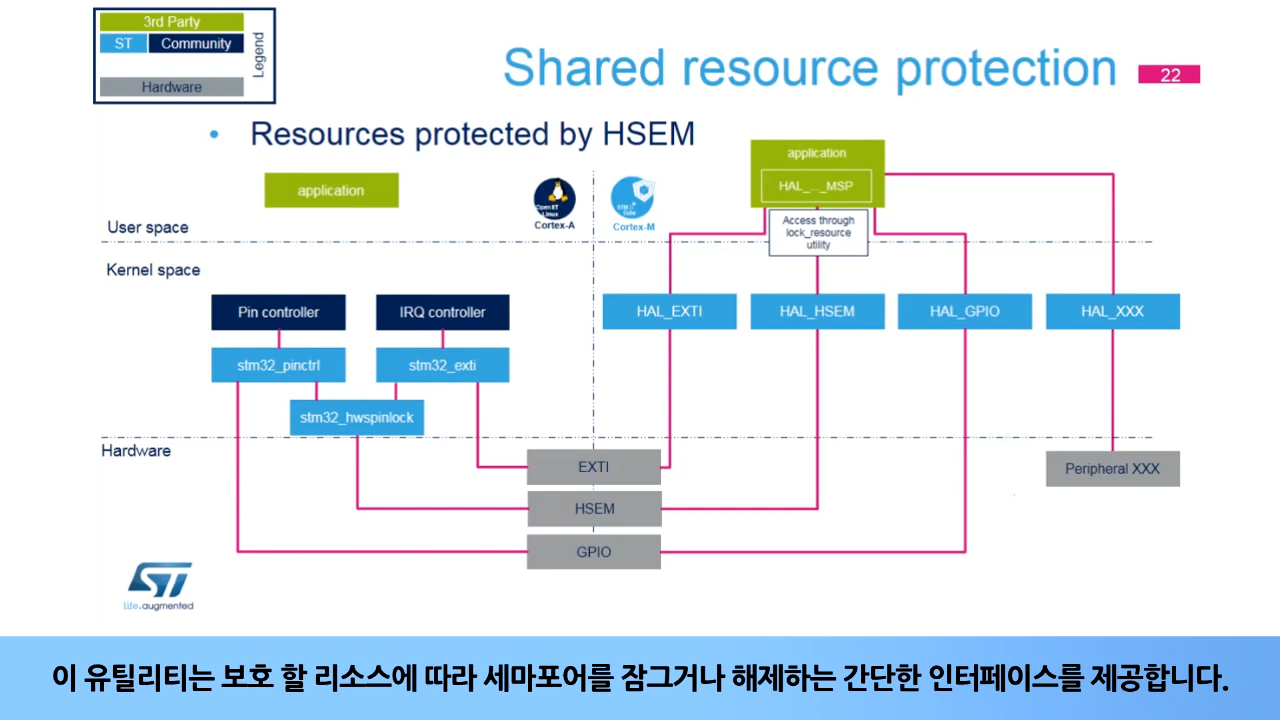 3rd Party
ST
Community
Legend
Hardware
Shared resource protection
22
• Resources protected by HSEM
application
Cortex-A
Cortex-M
application
HAL_..._MSP
Access through
lock_resource
utility
User space
Kernel space
Pin controller
IRQ controller
HAL_EXTI
HAL_HSEM
HAL_GPIO
HAL_XXX
stm32_pinctrl
stm32_exti
stm32_hwspinlock
Hardware
EXTI
Peripheral XXX
HSEM
GPIO
ST
life.augmented
이 유틸리티는 보호 할 리소스에 따라 세마포어를 잠그거나 해제하는 간단한 인터페이스를 제공합니다.